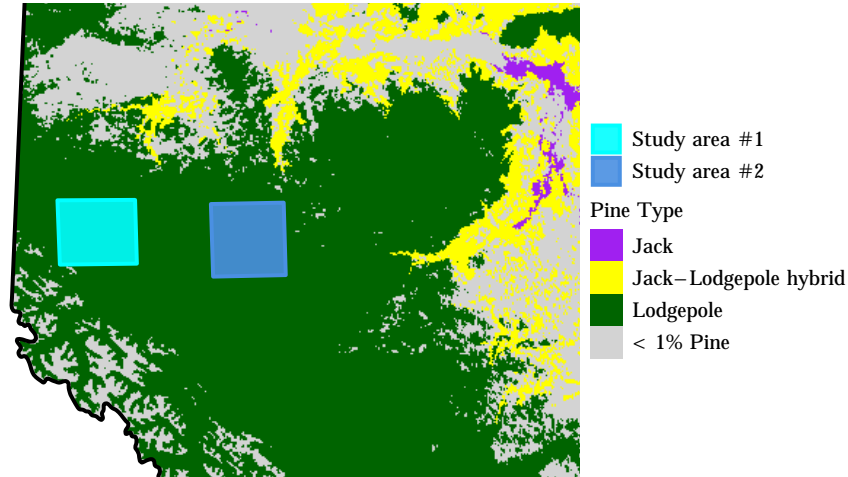 Study area #1
Study area #2
Pine Type
Jack
Jack–Lodgepole hybrid
Lodgepole
< 1% Pine